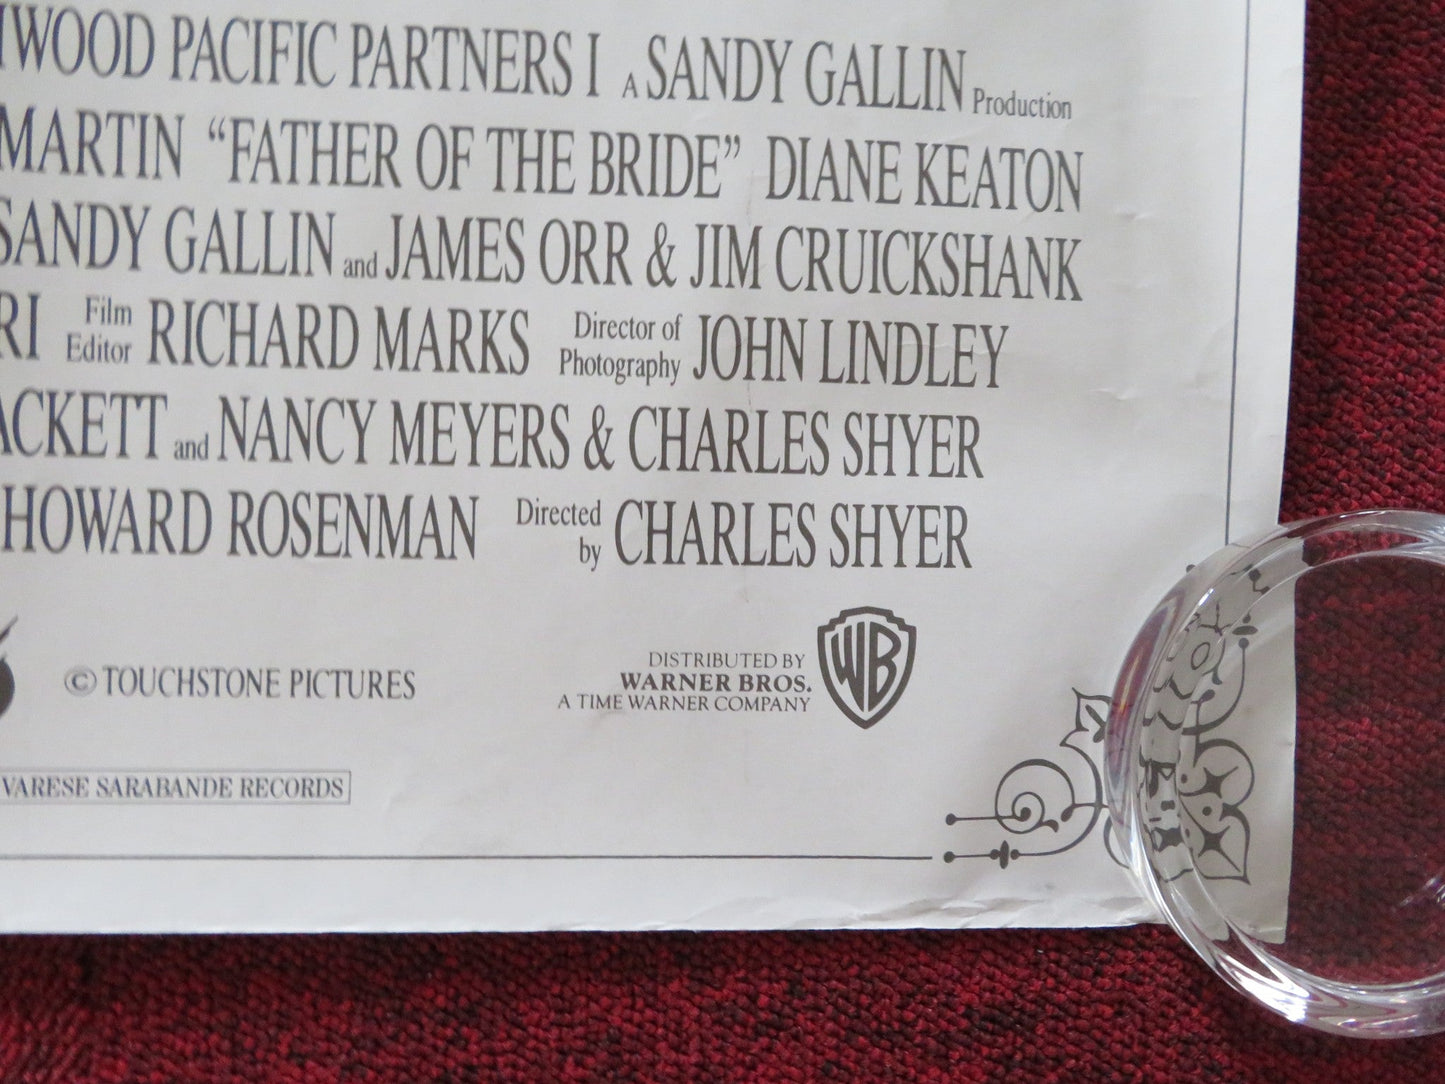 WOOD PACIFIC PARTNERS I A SANDY GALLIN Production
MARTIN “FATHER OF THE BRIDE” DIANE KEATON
SANDY GALLIN and JAMES ORR & JIM CRUICKSHANK
RI Film Editor RICHARD MARKS Director of Photography JOHN LINDLEY
ACKETT and NANCY MEYERS & CHARLES SHYER
HOWARD ROSENMAN Directed by CHARLES SHYER
© TOUCHSTONE PICTURES
DISTRIBUTED BY
WARNER BROS.
A TIME WARNER COMPANY
WB
VARESE SARABANDE RECORDS